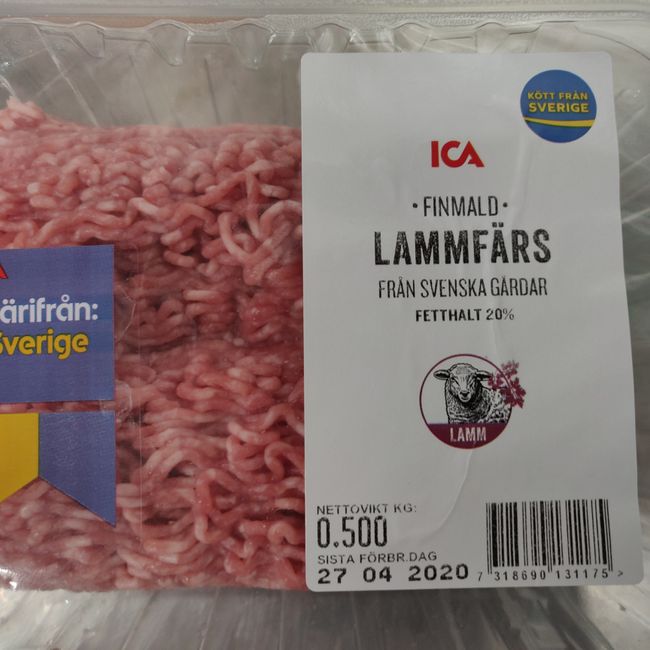 KÖTT FRÅN
SVERIGE
ICA
• FINMALD •
LAMMFÄRS
FRÅN SVENSKA GÅRDAR
FETTHALT 20%
LAMM
ärifrån:
Sverige
NETTOVIKT KG:
0.500
SISTA FÖRBR.DAG
27 04 2020
7 318690 131175 >